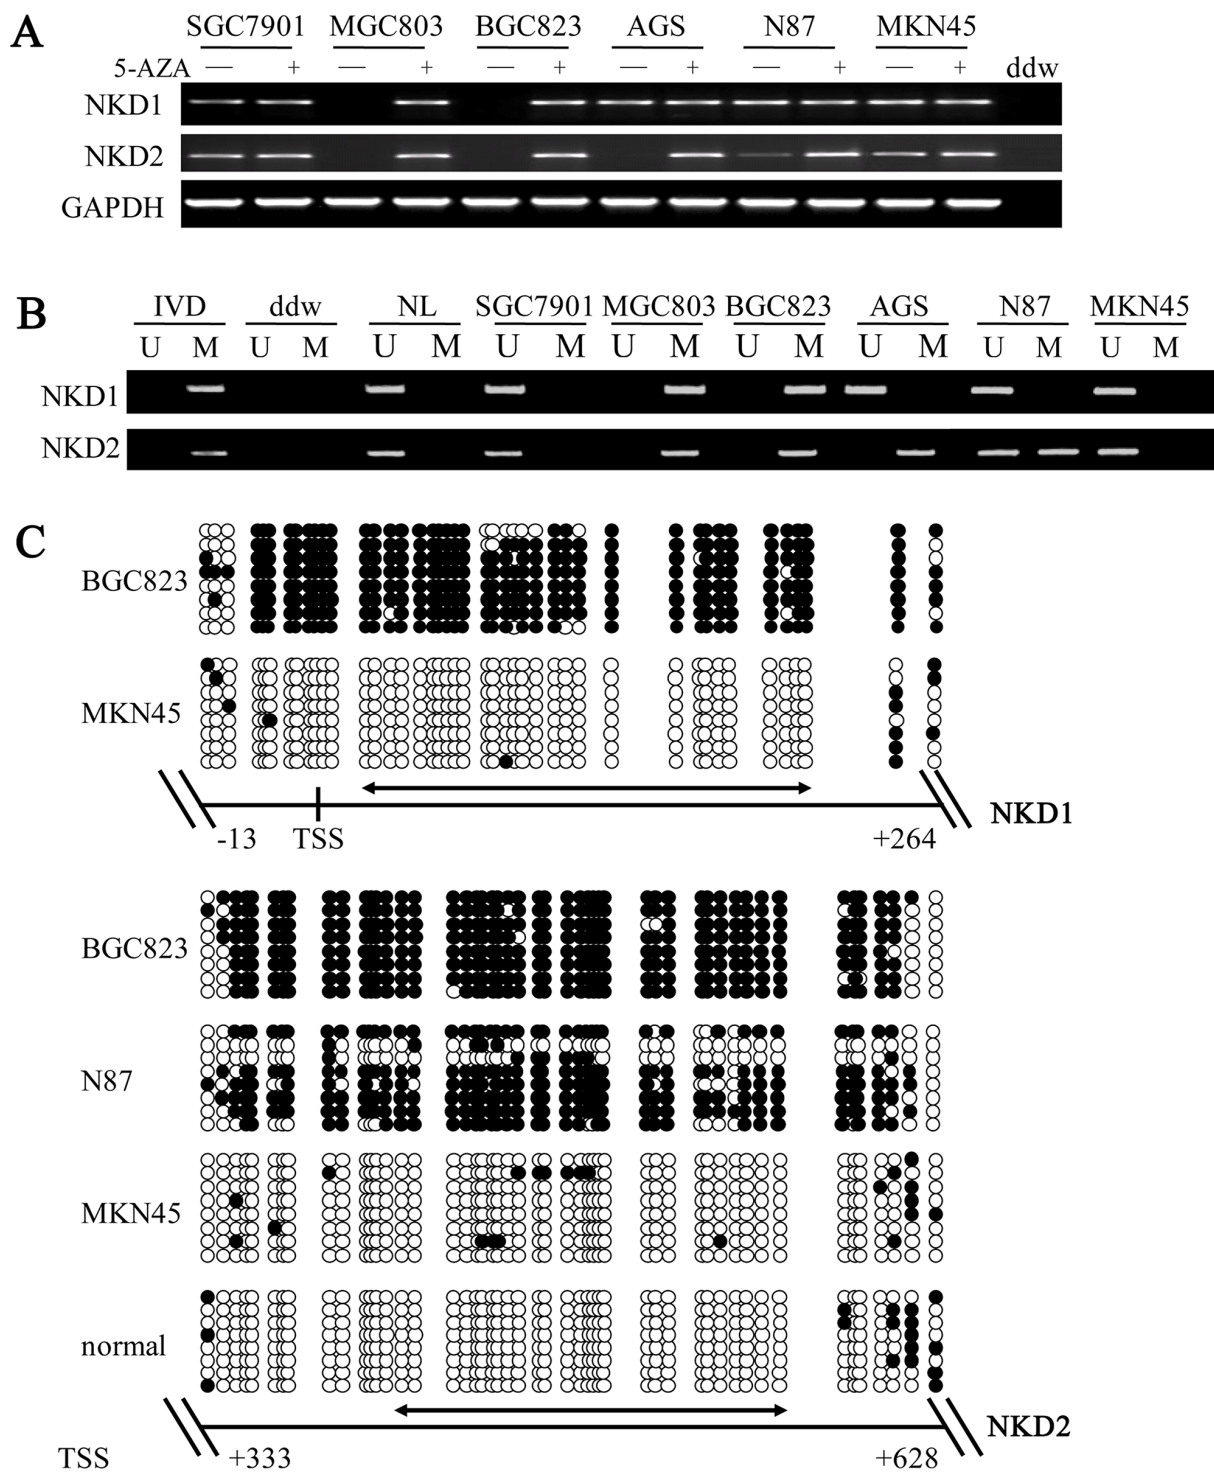 A SGC7901 MGC803 BGC823 AGS N87 MKN45
5-AZA — + — + — + — + — + — + ddw
NKD1
NKD2
GAPDH
B IVD ddw NL SGC7901 MGC803 BGC823 AGS N87 MKN45
U M U M U M U M U M U M U M U M U M
NKD1
NKD2
C
BGC823
MKN45
NKD1
-13 TSS +264
BGC823
N87
MKN45
normal
NKD2
TSS +333 +628